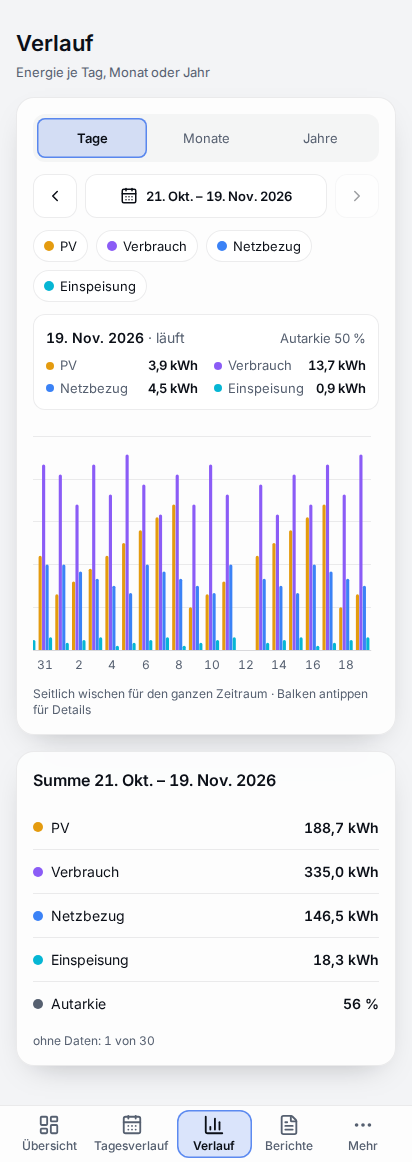 Verlauf
Energie je Tag, Monat oder Jahr
Tage Monate Jahre
21. Okt. – 19. Nov. 2026
PV Verbrauch Netzbezug
Einspeisung
19. Nov. 2026 · läuft Autarkie 50 %
PV 3,9 kWh Verbrauch 13,7 kWh
Netzbezug 4,5 kWh Einspeisung 0,9 kWh
31 2 4 6 8 10 12 14 16 18
Seitlich wischen für den ganzen Zeitraum · Balken antippen
für Details
Summe 21. Okt. – 19. Nov. 2026
PV 188,7 kWh
Verbrauch 335,0 kWh
Netzbezug 146,5 kWh
Einspeisung 18,3 kWh
Autarkie 56 %
ohne Daten: 1 von 30
Übersicht Tagesverlauf Verlauf Berichte Mehr